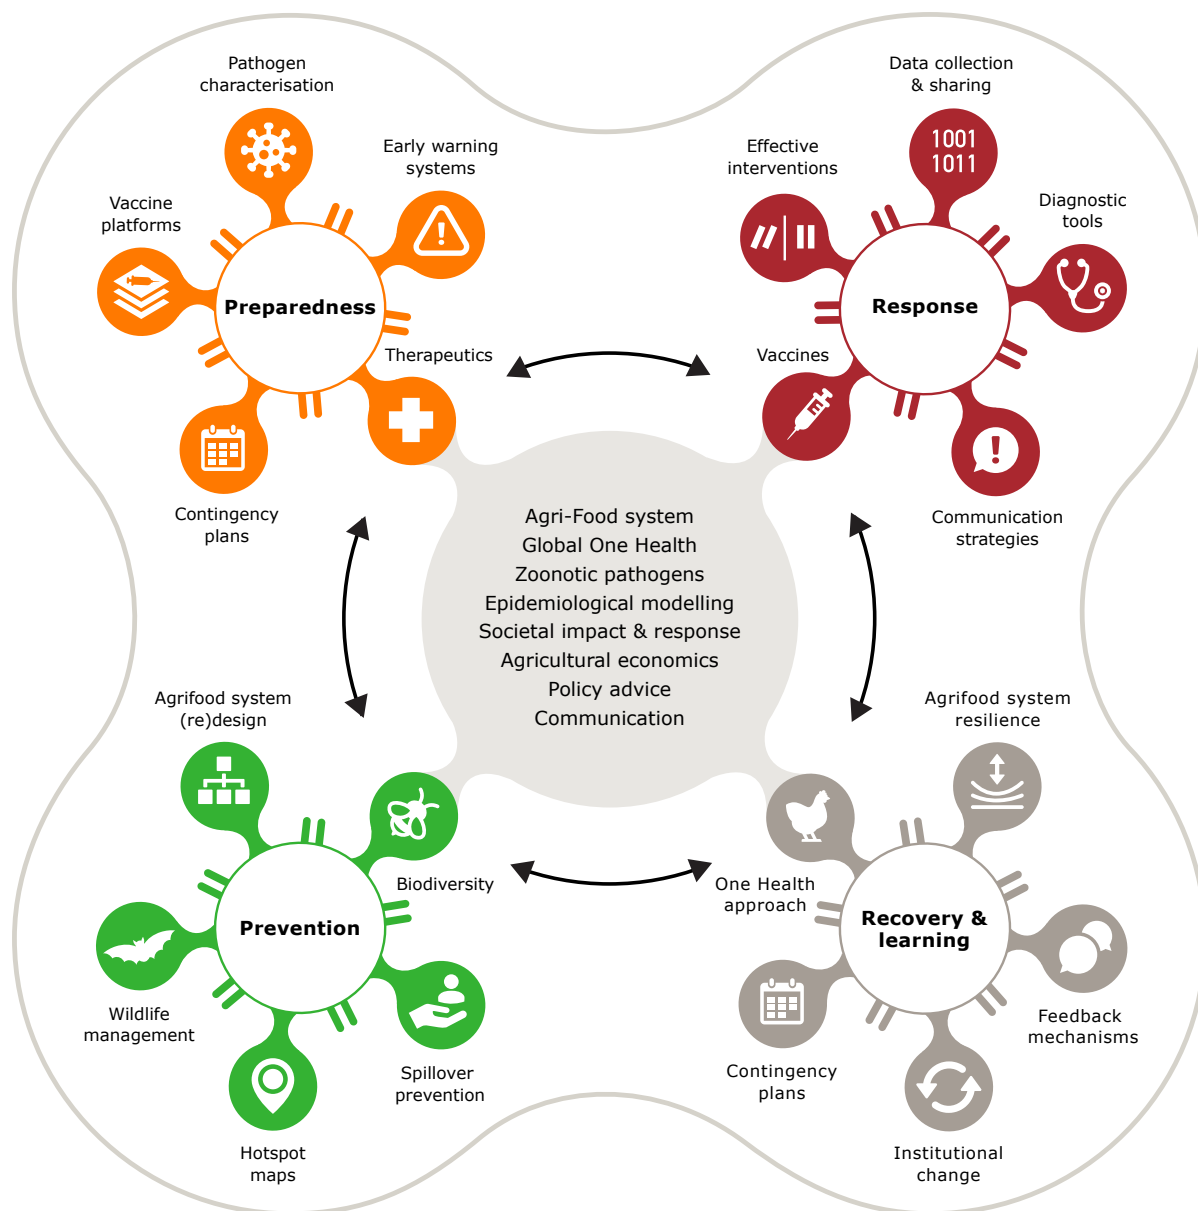 Pathogen
characterisation
Early warning
systems
Vaccine
platforms
Preparedness
Therapeutics
Contingency
plans
Data collection
& sharing
1001
1011
Effective
interventions
Diagnostic
tools
Response
Vaccines
Communication
strategies
Agri-Food system
Global One Health
Zoonotic pathogens
Epidemiological modelling
Societal impact & response
Agricultural economics
Policy advice
Communication
Agrifood system
(re)design
Biodiversity
Prevention
Wildlife
management
Spillover
prevention
Hotspot
maps
Agrifood system
resilience
One Health
approach
Recovery &
learning
Feedback
mechanisms
Contingency
plans
Institutional
change